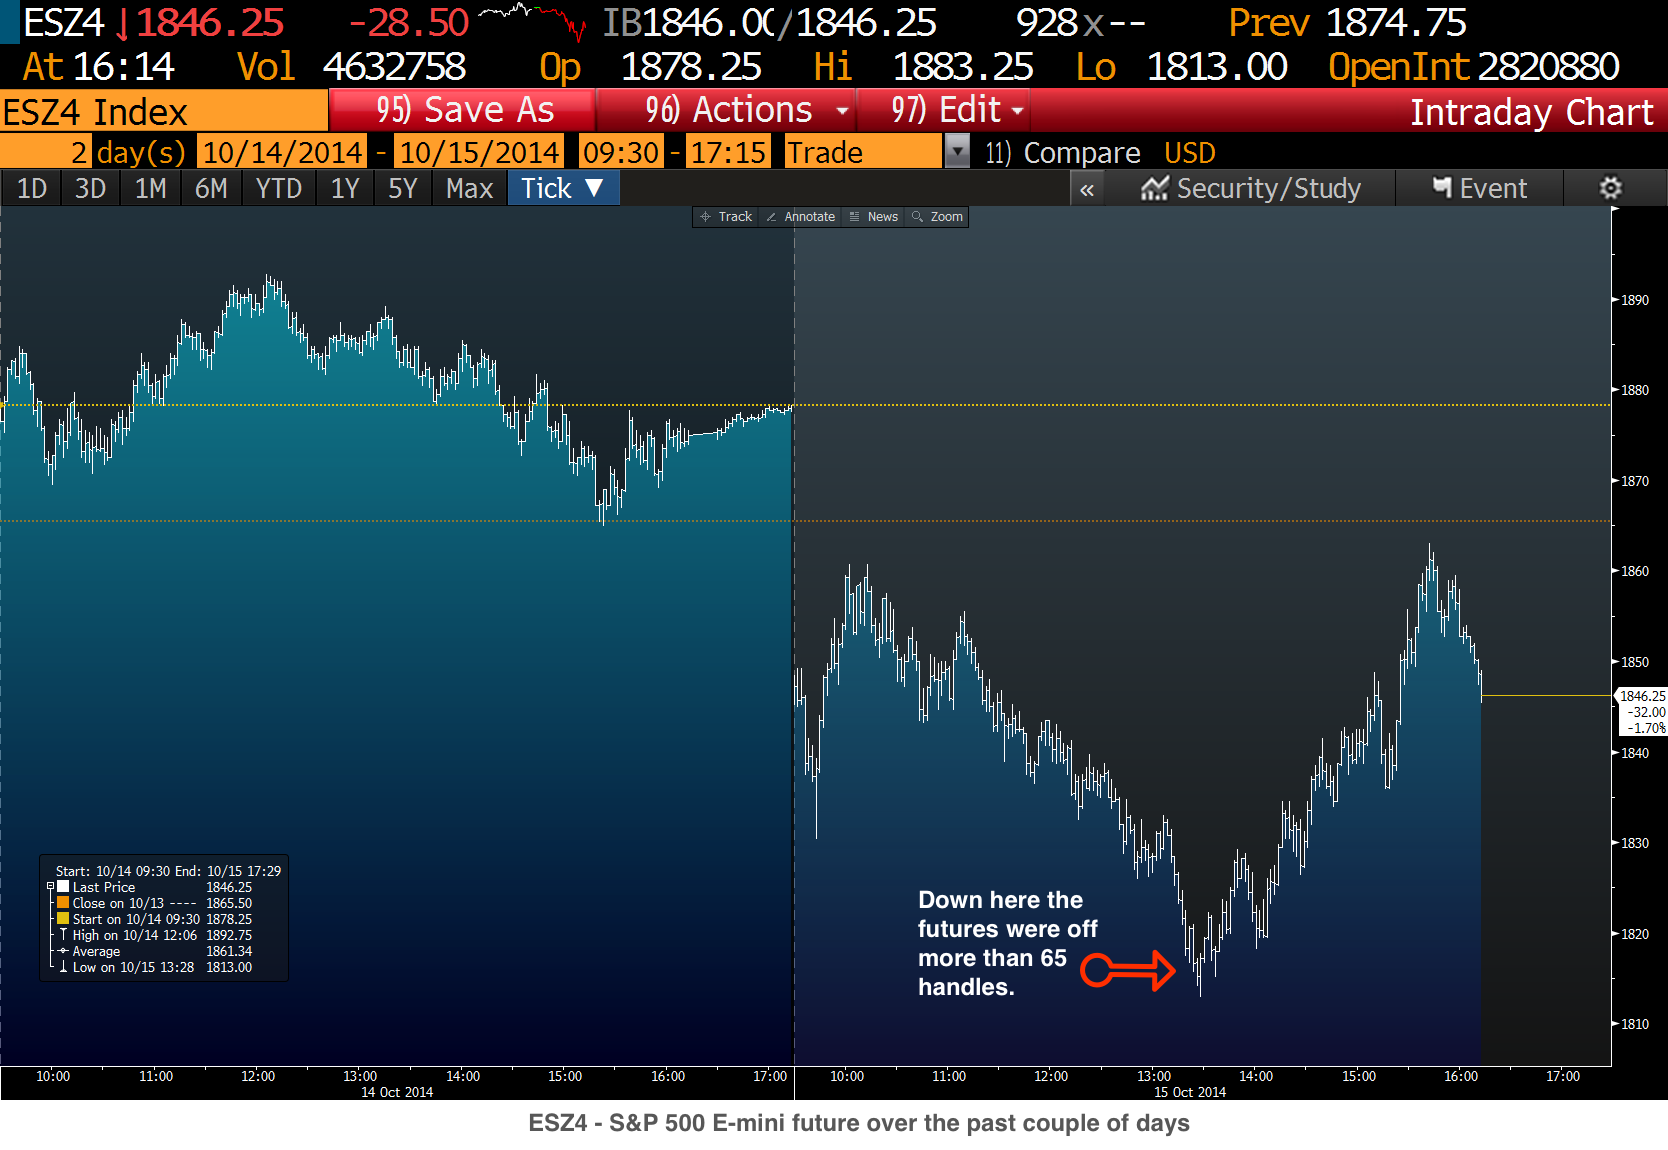 ESZ4 ↓1846.25 -28.50 IB1846.00/1846.25 928x-- Prev 1874.75
At 16:14 Vol 4632758 Op 1878.25 Hi 1883.25 Lo 1813.00 OpenInt 2820880
ESZ4 Index 95) Save As 96) Actions 97) Edit Intraday Chart
2 day(s) 10/14/2014 - 10/15/2014 09:30 - 17:15 Trade 11) Compare USD
1D 3D 1M 6M YTD 1Y 5Y Max Tick ▼ « Security/Study Event
Track Annotate News Zoom
1890
1880
1870
1860
1850
1846.25
-32.00
-1.70%
1840
1830
1820
1810
Down here the
futures were off
more than 65
handles.
Start: 10/14 09:30 End: 10/15 17:29
Last Price 1846.25
Close on 10/13 ---- 1865.50
Start on 10/14 09:30 1878.25
High on 10/14 12:06 1892.75
Average 1861.34
Low on 10/15 13:28 1813.00
10:00 11:00 12:00 13:00 14:00 15:00 16:00 17:00 10:00 11:00 12:00 13:00 14:00 15:00 16:00 17:00
14 Oct 2014 15 Oct 2014
ESZ4 - S&P 500 E-mini future over the past couple of days